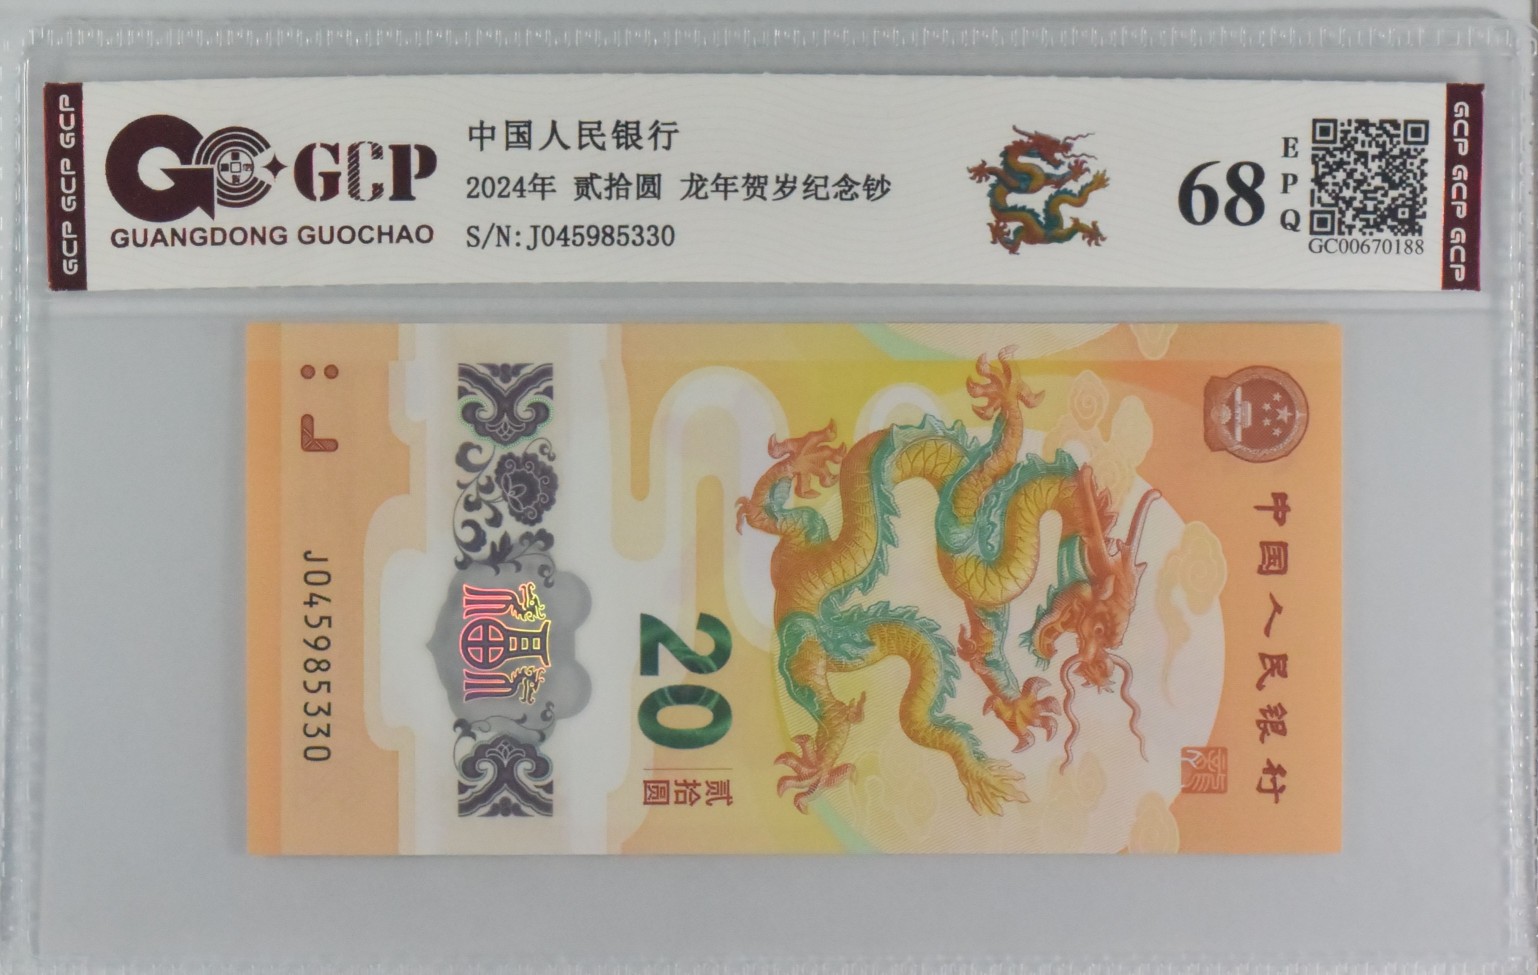 GCP GCP GCP
GCP
GUANGDONG GUOCHAO
中国人民银行
2024年 贰拾圆 龙年贺岁纪念钞
S/N:J045985330
68
EPQ
GC00670188
GCP GCP GCP
中国人民银行
20
贰拾圆
J045985330